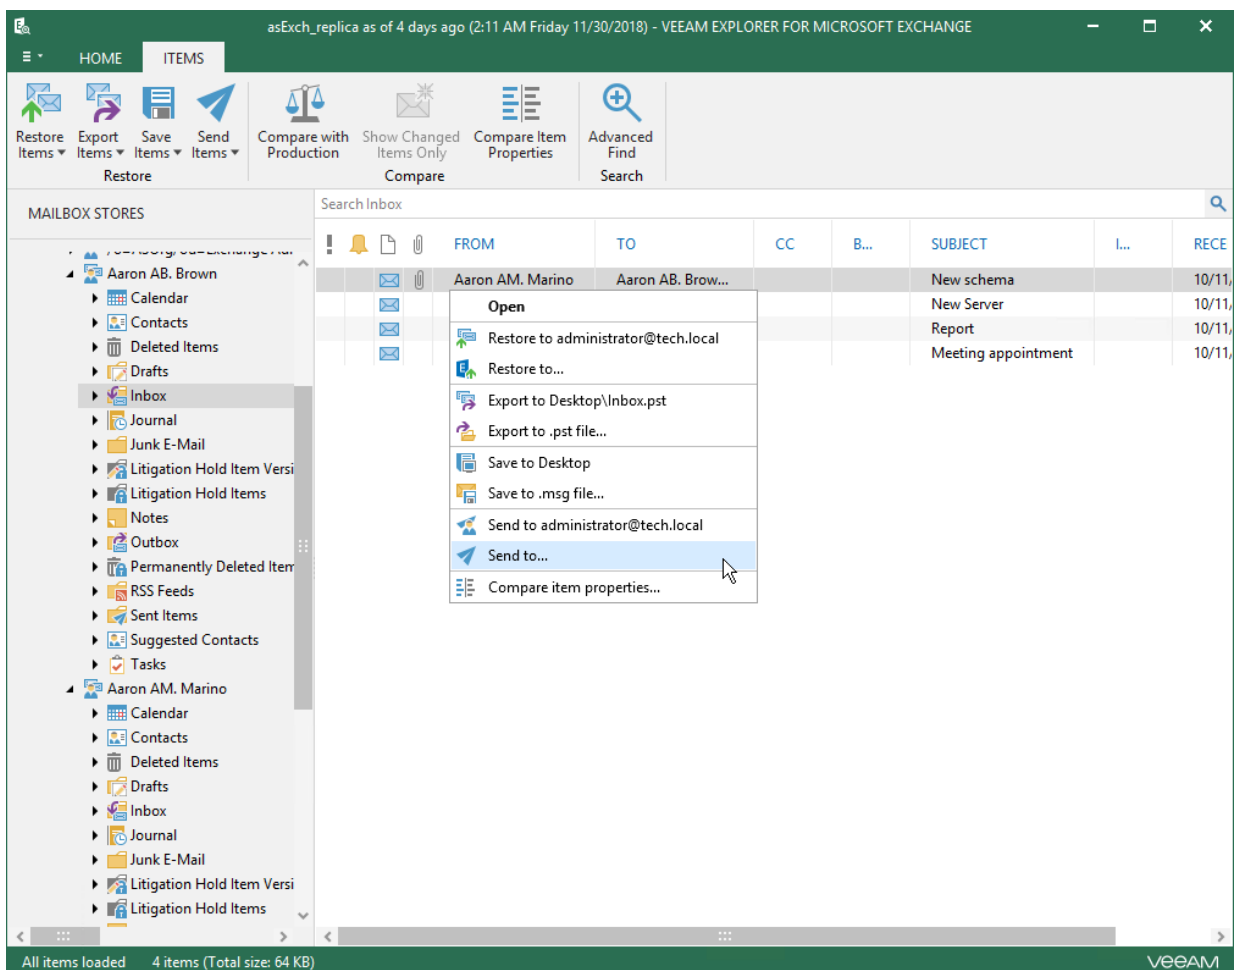 asExch_replica as of 4 days ago (2:11 AM Friday 11/30/2018) - VEEAM EXPLORER FOR MICROSOFT EXCHANGE
HOME ITEMS
Restore Items
Export Items
Save Items
Send Items
Compare with Production
Show Changed Items Only
Compare Item Properties
Advanced Find
Restore Compare Search
MAILBOX STORES
Search Inbox
FROM TO CC B... SUBJECT I... RECE
Aaron AM. Marino Aaron AB. Brow... New schema 10/11/
New Server 10/11/
Report 10/11/
Meeting appointment 10/11/
Open
Restore to administrator@tech.local
Restore to...
Export to Desktop\Inbox.pst
Export to .pst file...
Save to Desktop
Save to .msg file...
Send to administrator@tech.local
Send to...
Compare item properties...
Aaron AB. Brown
Calendar
Contacts
Deleted Items
Drafts
Inbox
Journal
Junk E-Mail
Litigation Hold Item Versi
Litigation Hold Items
Notes
Outbox
Permanently Deleted Item
RSS Feeds
Sent Items
Suggested Contacts
Tasks
Aaron AM. Marino
Calendar
Contacts
Deleted Items
Drafts
Inbox
Journal
Junk E-Mail
Litigation Hold Item Versi
Litigation Hold Items
All items loaded 4 items (Total size: 64 KB) veeAM